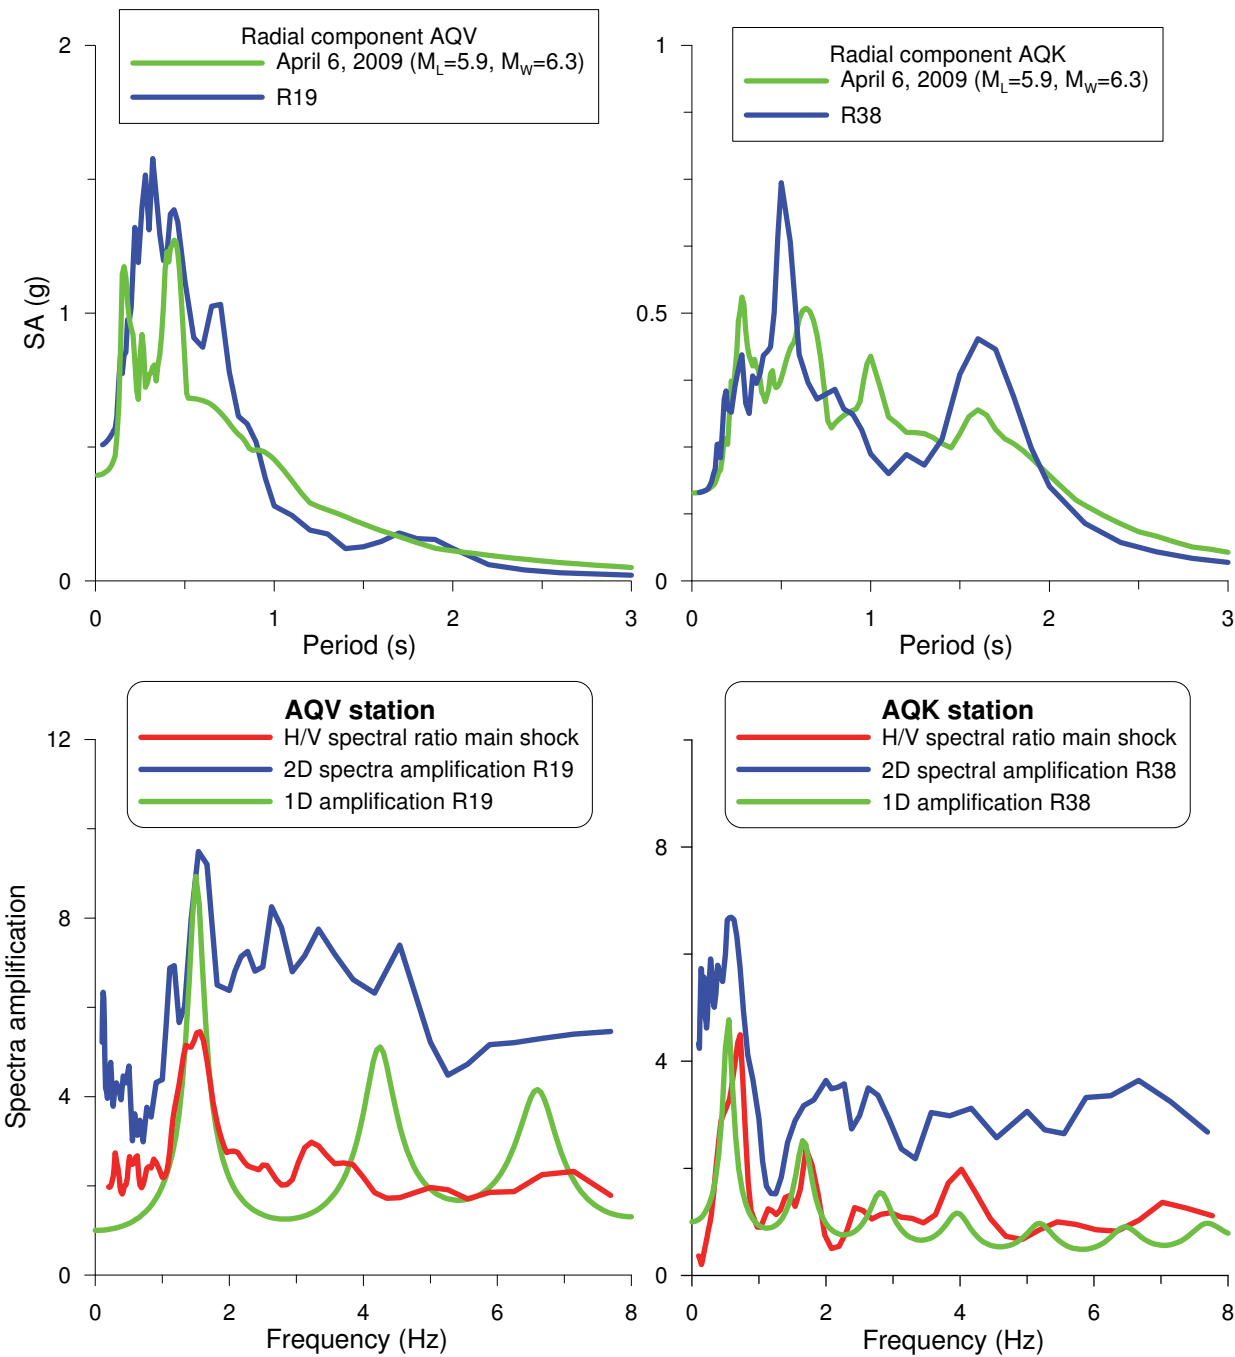 Radial component AQV
April 6, 2009 (ML=5.9, MW=6.3)
R19
2
1
0
SA (g)
0 1 2 3
Period (s)
Radial component AQK
April 6, 2009 (ML=5.9, MW=6.3)
R38
1
0.5
0
0 1 2 3
Period (s)
AQV station
H/V spectral ratio main shock
2D spectra amplification R19
1D amplification R19
12
8
4
0
Spectra amplification
0 2 4 6 8
Frequency (Hz)
AQK station
H/V spectral ratio main shock
2D spectral amplification R38
1D amplification R38
8
4
0
0 2 4 6 8
Frequency (Hz)